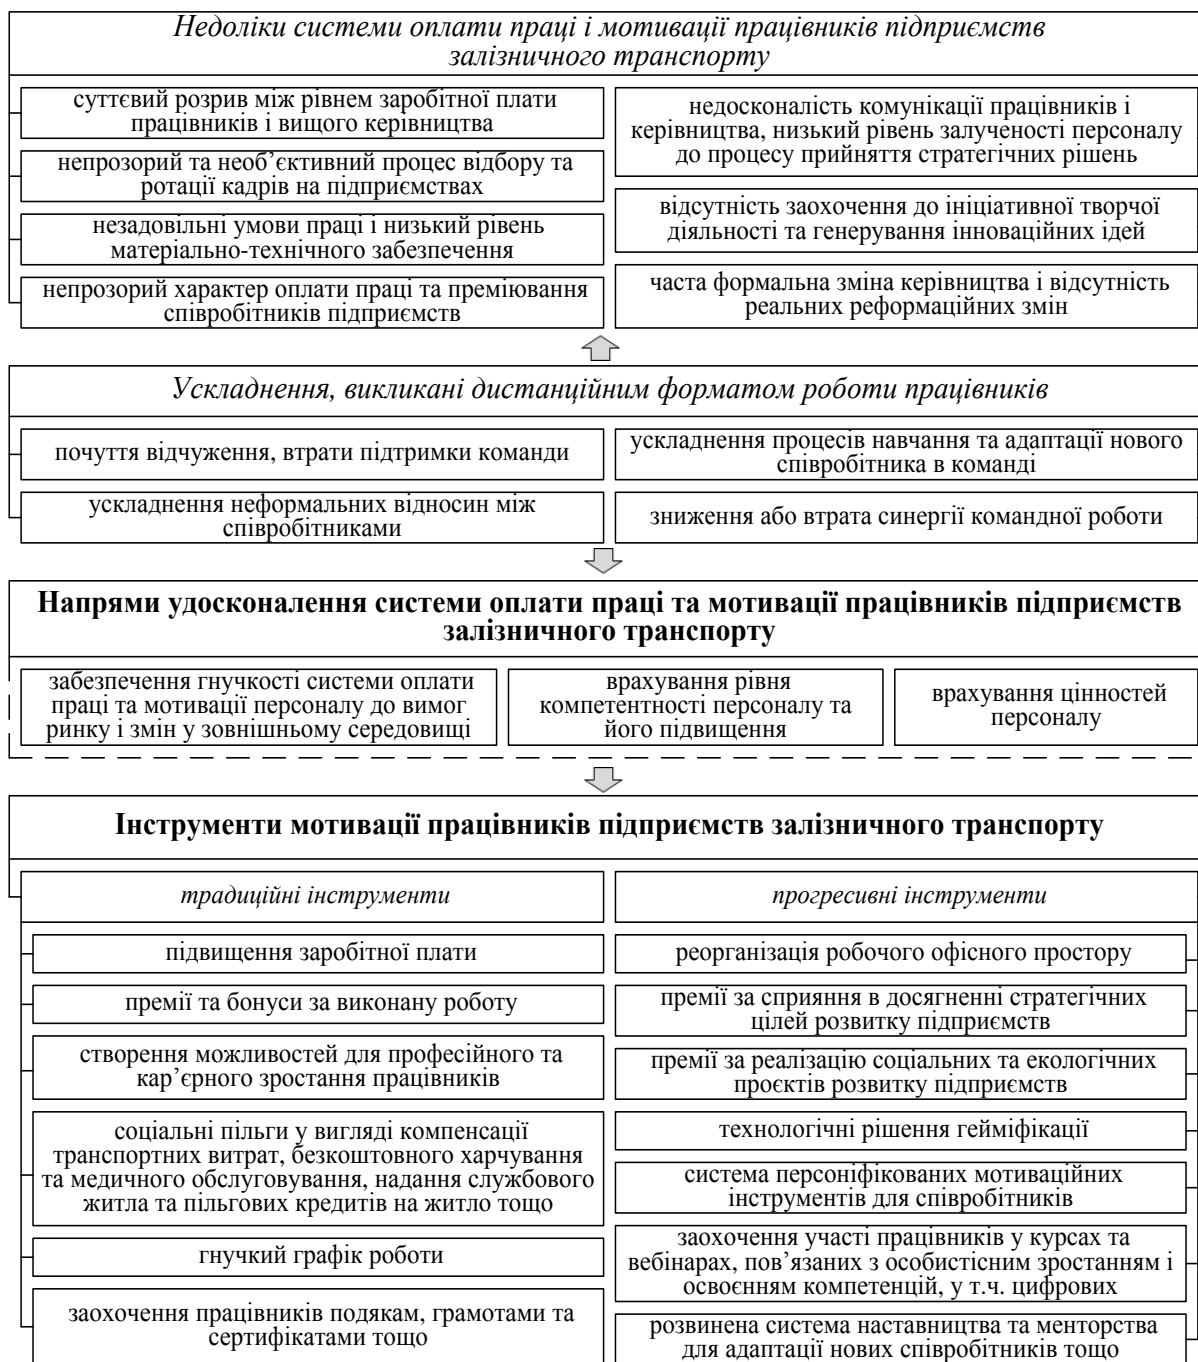 Недоліки системи оплати праці і мотивації працівників підприємств
залізничного транспорту
суттєвий розрив між рівнем заробітної плати
працівників і вищого керівництва
непрозорий та необ’єктивний процес відбору та
ротації кадрів на підприємствах
незадовільні умови праці і низький рівень
матеріально-технічного забезпечення
непрозорий характер оплати праці та преміювання
співробітників підприємств
недосконалість комунікації працівників і
керівництва, низький рівень залученості персоналу
до процесу прийняття стратегічних рішень
відсутність заохочення до ініціативної творчої
діяльності та генерування інноваційних ідей
часта формальна зміна керівництва і відсутність
реальних реформаційних змін
Ускладнення, викликані дистанційним форматом роботи працівників
почуття відчуження, втрати підтримки команди
ускладнення неформальних відносин між
співробітниками
ускладнення процесів навчання та адаптації нового
співробітника в команді
зниження або втрата синергії командної роботи
Напрями удосконалення системи оплати праці та мотивації працівників підприємств
залізничного транспорту
забезпечення гнучкості системи оплати
праці та мотивації персоналу до вимог
ринку і змін у зовнішньому середовищі
врахування рівня
компетентності персоналу та
його підвищення
врахування цінностей
персоналу
Інструменти мотивації працівників підприємств залізничного транспорту
традиційні інструменти
підвищення заробітної плати
премії та бонуси за виконану роботу
створення можливостей для професійного та
кар’єрного зростання працівників
соціальні пільги у вигляді компенсації
транспортних витрат, безкоштовного харчування
та медичного обслуговування, надання службового
житла та пільгових кредитів на житло тощо
гнучкий графік роботи
заохочення працівників подякам, грамотами та
сертифікатами тощо
прогресивні інструменти
реорганізація робочого офісного простору
премії за сприяння в досягненні стратегічних
цілей розвитку підприємств
премії за реалізацію соціальних та екологічних
проєктів розвитку підприємств
технологічні рішення гейміфікації
система персоніфікованих мотиваційних
інструментів для співробітників
заохочення участі працівників у курсах та
вебінарах, пов’язаних з особистісним зростанням і
освоєнням компетенцій, у т.ч. цифрових
розвинена система наставництва та менторства
для адаптації нових співробітників тощо